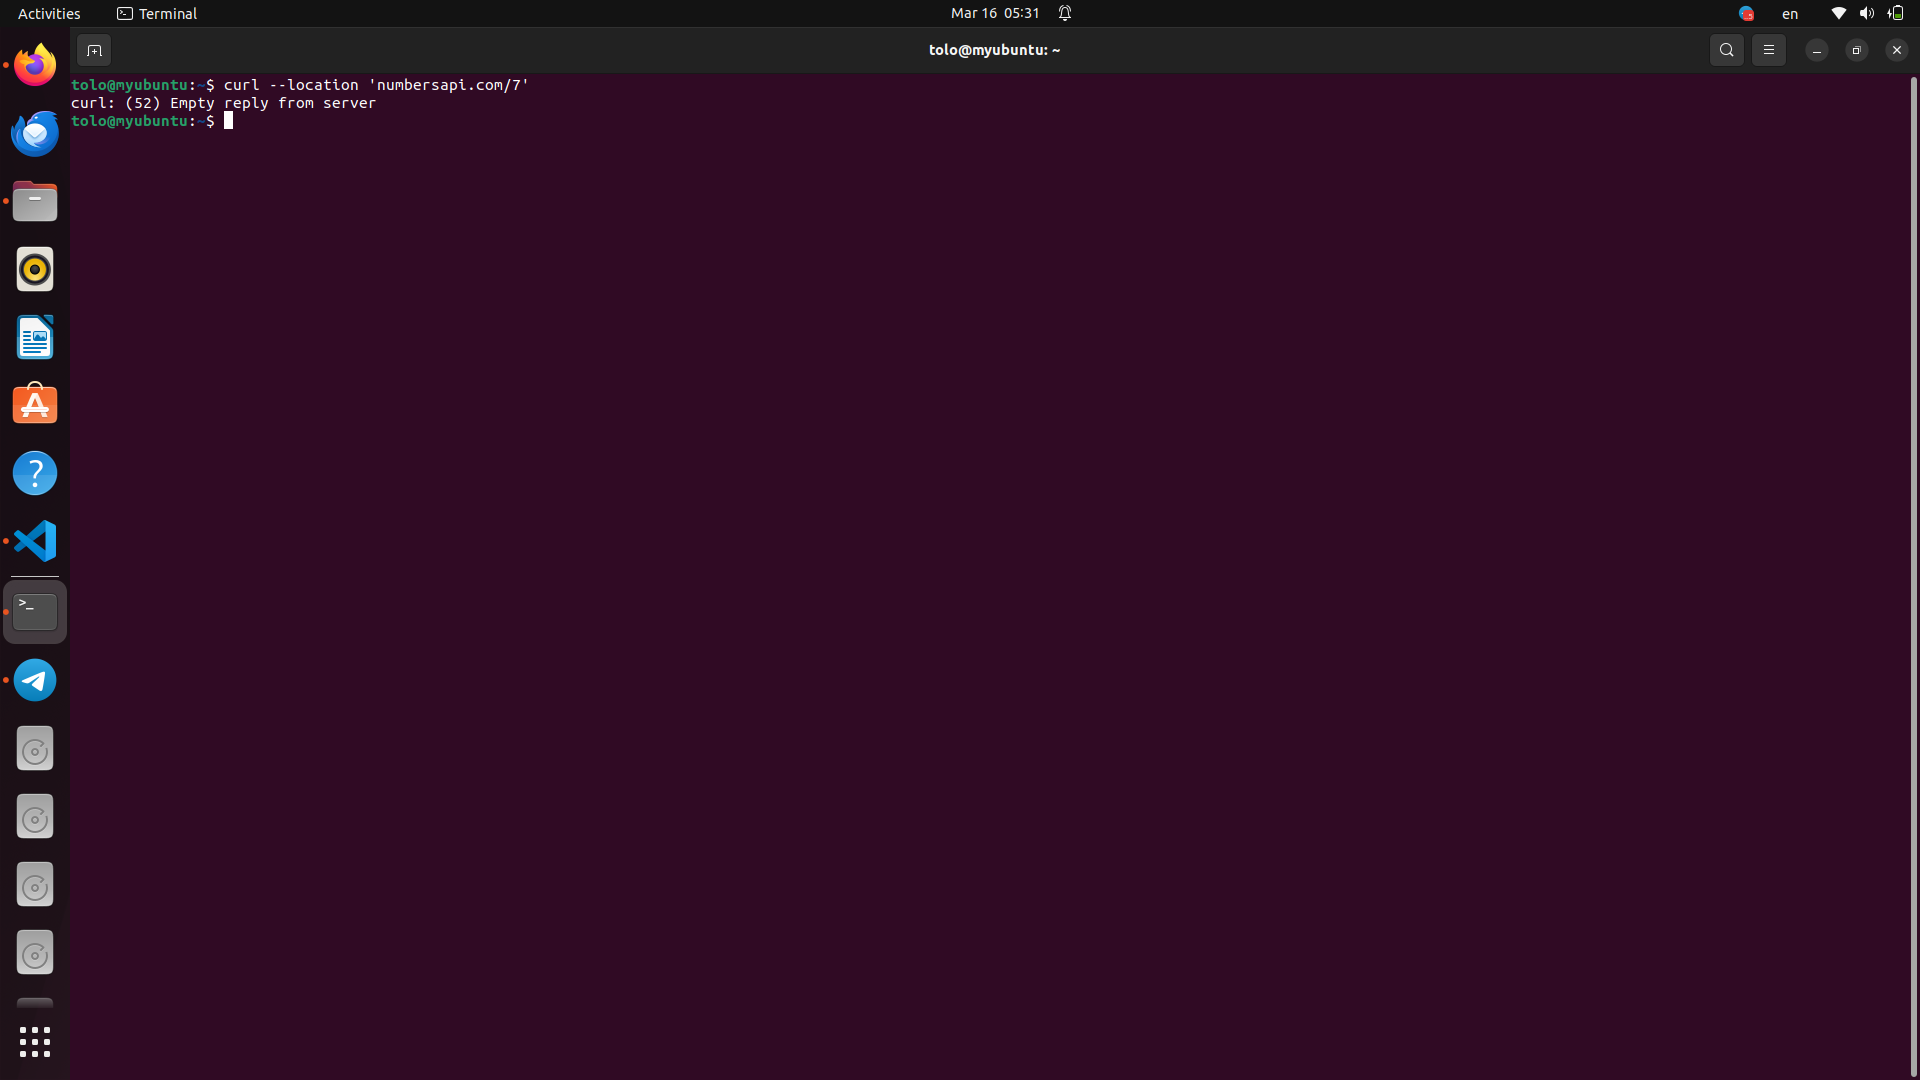 Activities
Terminal
Mar 16 05:31
en
tolo@myubuntu: ~
tolo@myubuntu:~$ curl --location 'numbersapi.com/7'
curl: (52) Empty reply from server
tolo@myubuntu:~$